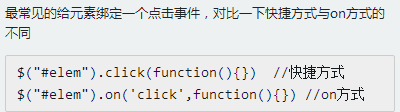 最常见的给元素绑定一个点击事件，对比一下快捷方式与on方式的
不同
$("#elem").click(function(){})  //快捷方式
$("#elem").on('click',function(){}) //on方式